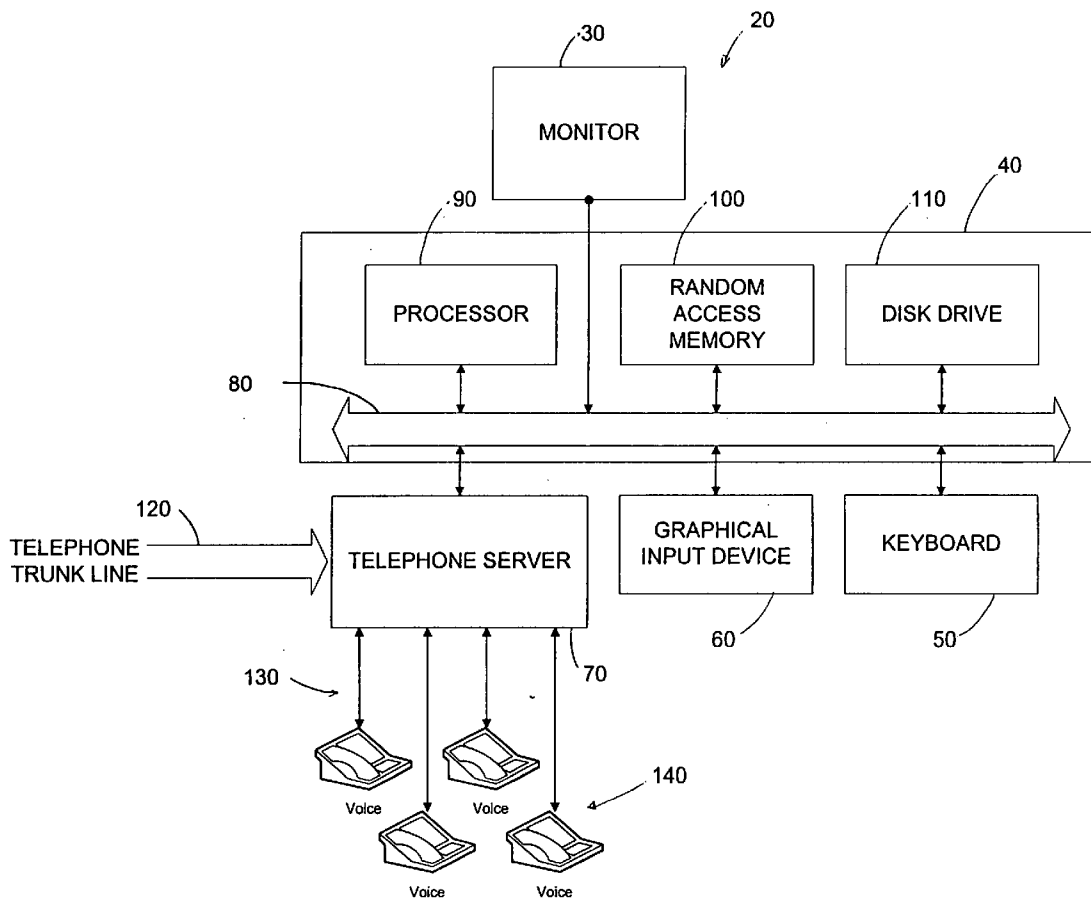 30
20
MONITOR
40
90
100
110
PROCESSOR
RANDOM
ACCESS
MEMORY
DISK DRIVE
80
120
TELEPHONE
TRUNK LINE
TELEPHONE SERVER
GRAPHICAL
INPUT DEVICE
KEYBOARD
60
50
130
70
140
Voice
Voice
Voice
Voice